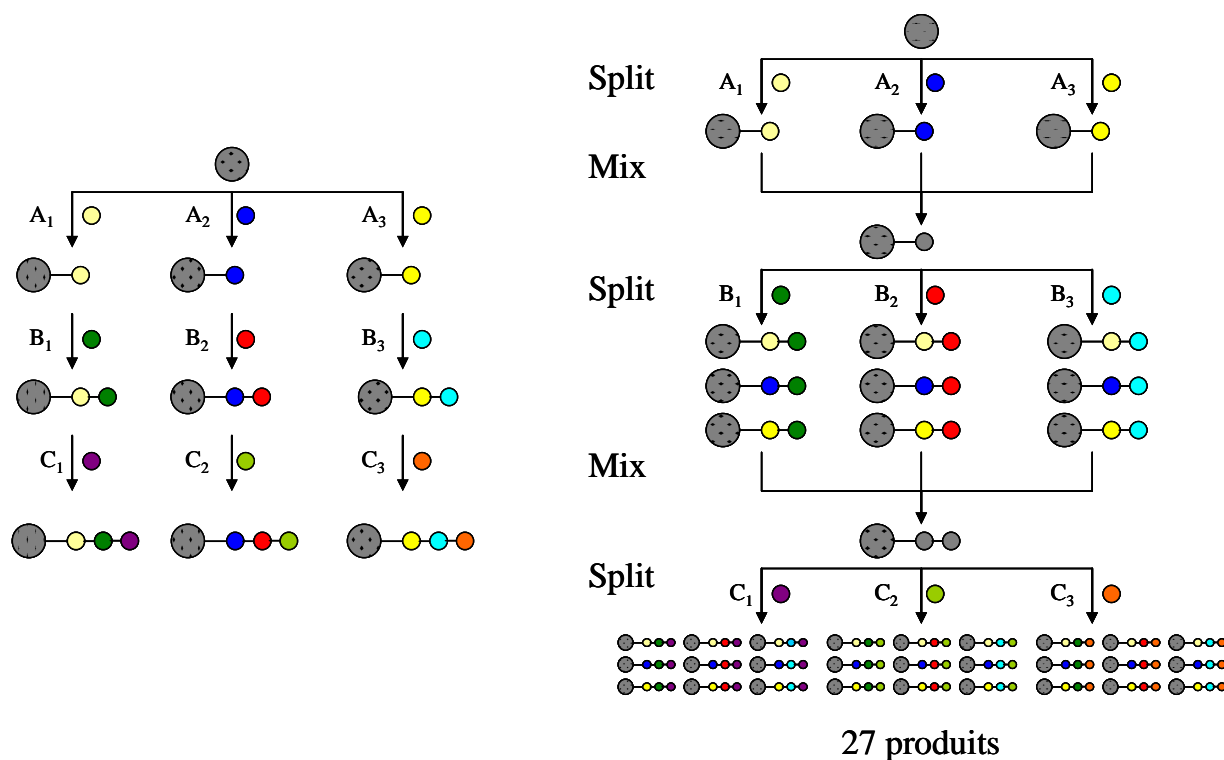 A₁ A₂ A₃
B₁ B₂ B₃
C₁ C₂ C₃
Split A₁ A₂ A₃
Mix
Split B₁ B₂ B₃
Mix
Split C₁ C₂ C₃
27 produits